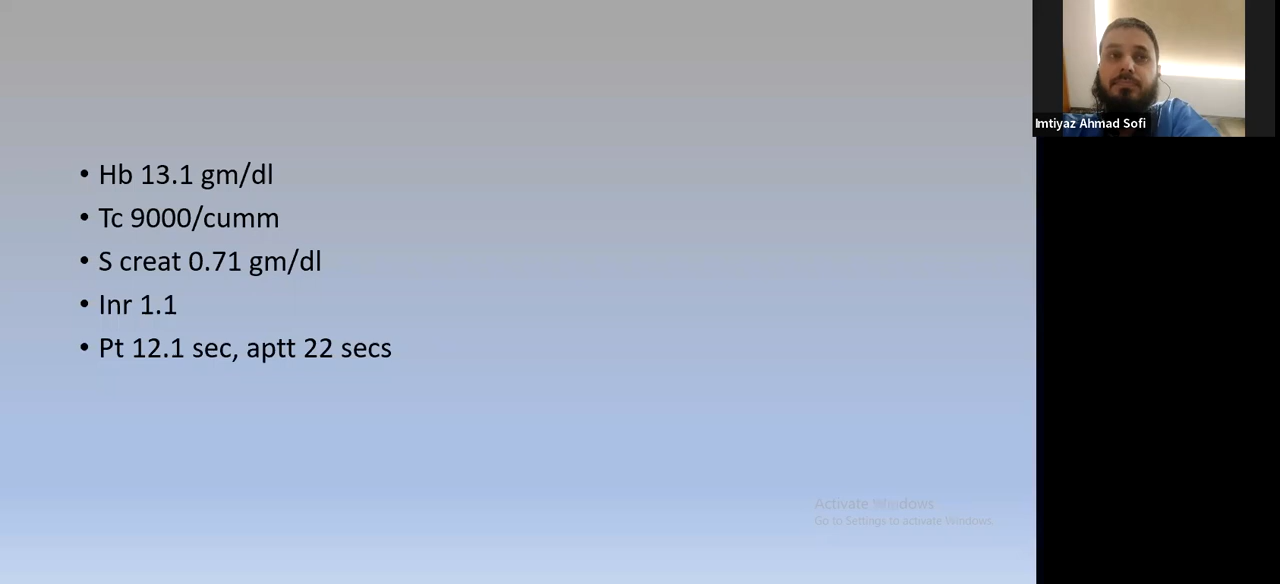 • Hb 13.1 gm/dl
• Tc 9000/cumm
• S creat 0.71 gm/dl
• Inr 1.1
• Pt 12.1 sec, aptt 22 secs
Imtiyaz Ahmad Sofi
Activate Windows
Go to Settings to activate Windows.